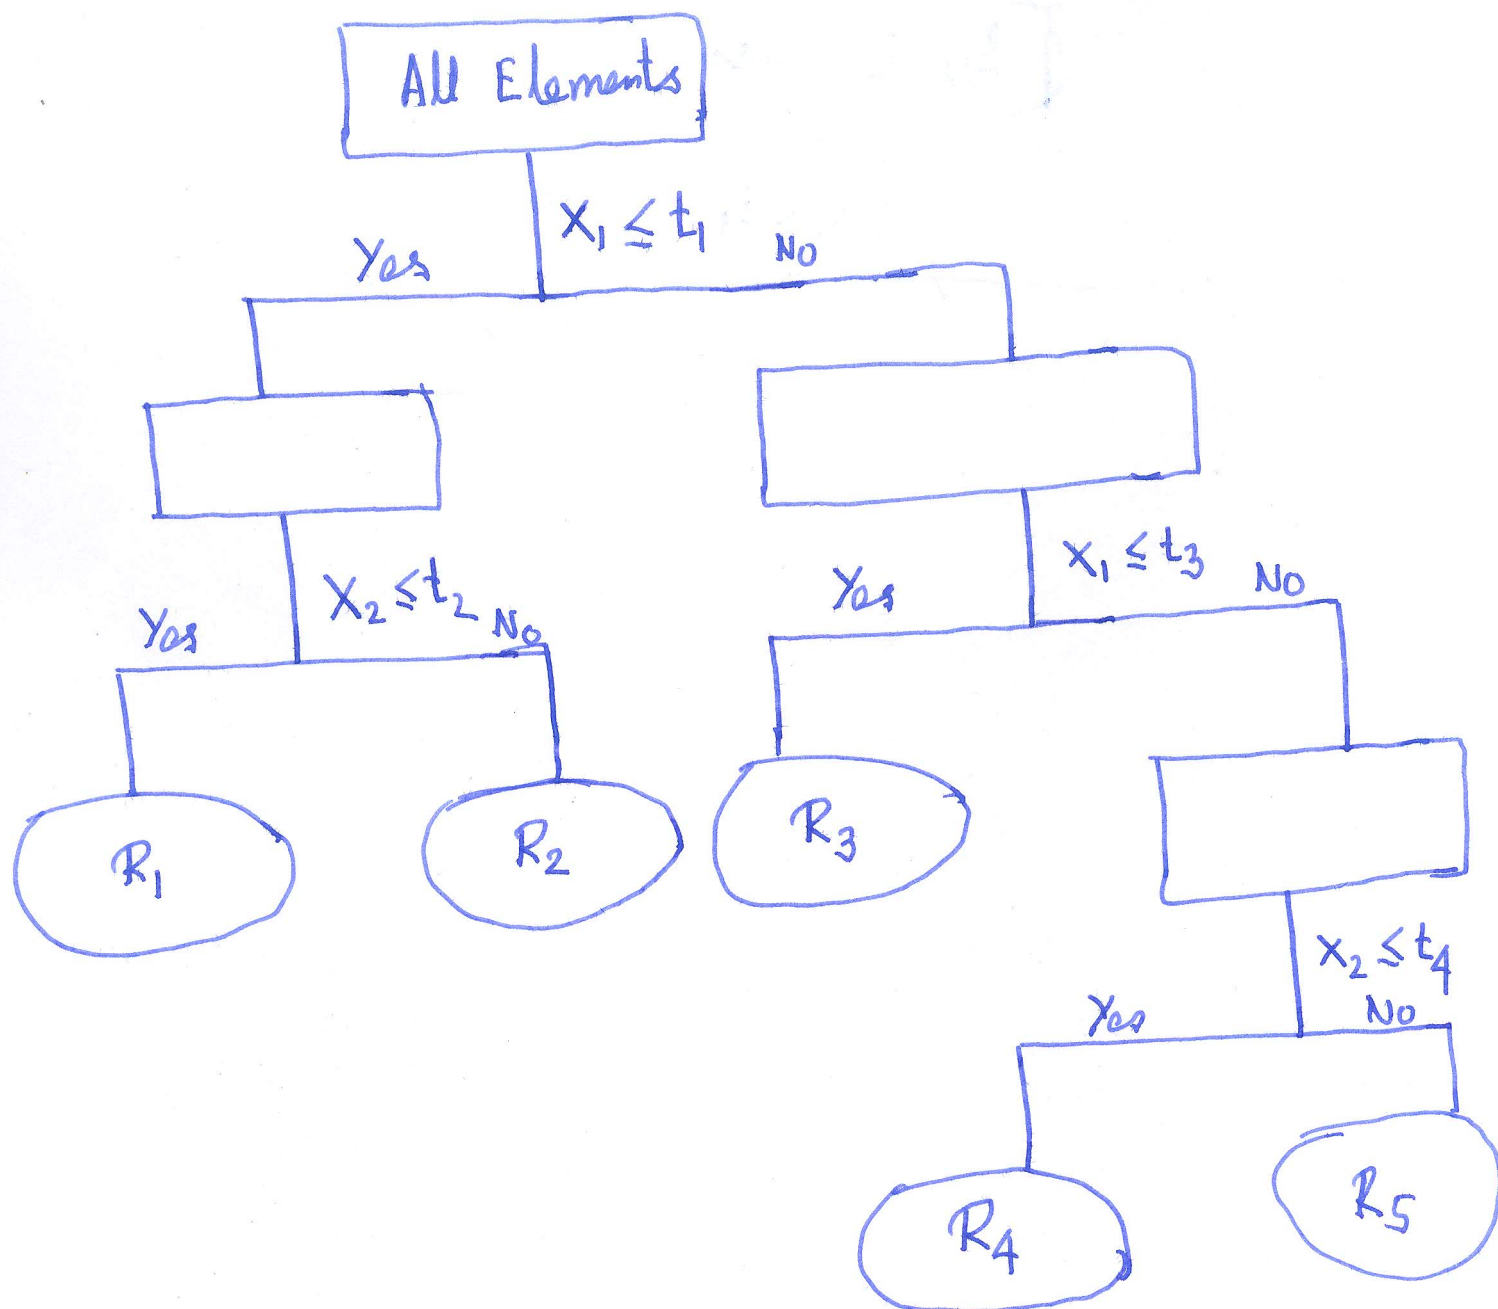 All Elements
X₁ ≤ t₁
Yes
No
X₂ ≤ t₂
Yes
No
X₁ ≤ t₃
Yes
No
R₁
R₂
R₃
X₂ ≤ t₄
Yes
No
R₄
R₅